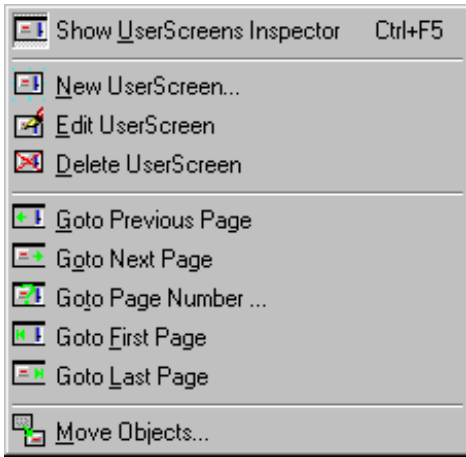 Show UserScreens Inspector Ctrl+F5
New UserScreen...
Edit UserScreen
Delete UserScreen
Goto Previous Page
Goto Next Page
Goto Page Number ...
Goto First Page
Goto Last Page
Move Objects...